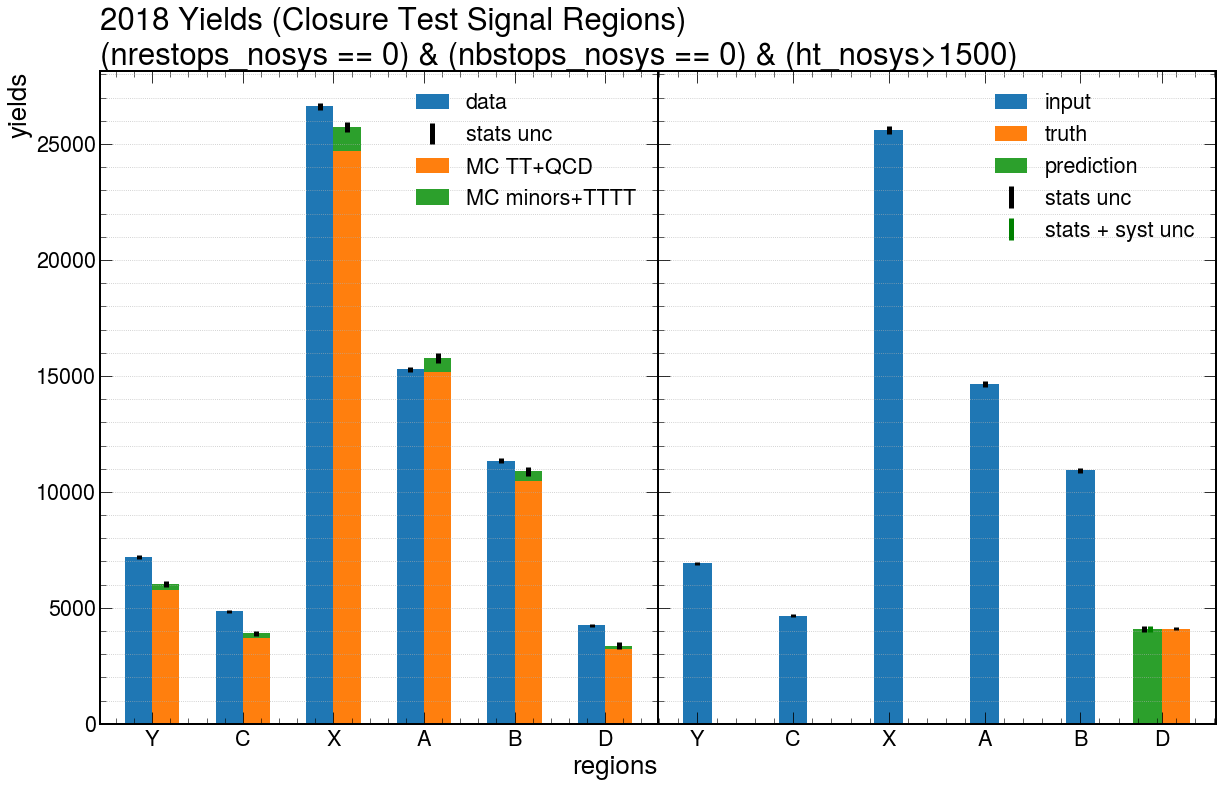 2018 Yields (Closure Test Signal Regions)
(nrestops_nosys == 0) & (nbstops_nosys == 0) & (ht_nosys>1500)
yields
25000
20000
15000
10000
5000
0
data
stats unc
MC TT+QCD
MC minors+TTTT
Y C X A B D
input
truth
prediction
stats unc
stats + syst unc
Y C X A B D
regions